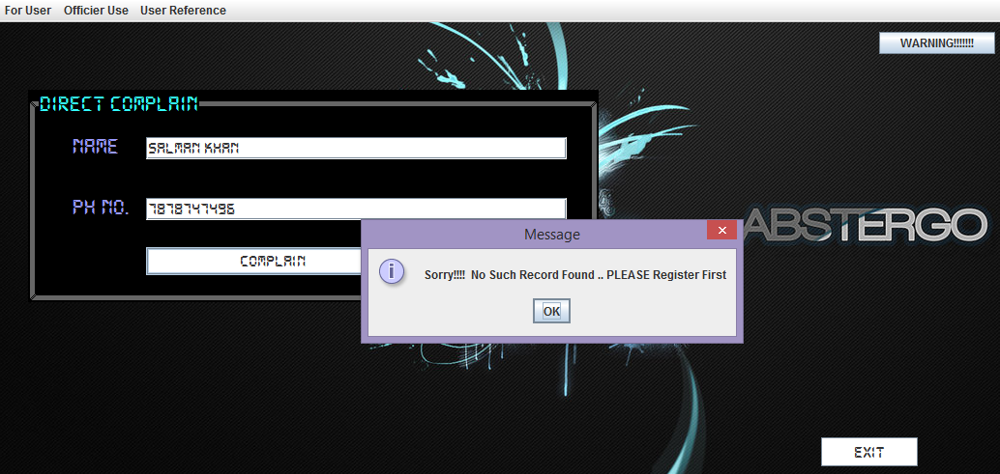 For User Officier Use User Reference
WARNING!!!!!!!
DIRECT COMPLAIN
NAME SALMAN KHAN
PH NO. 7878747496
ABSTERGO
COMPLAIN
Message
Sorry!!!! No Such Record Found .. PLEASE Register First
OK
EXIT